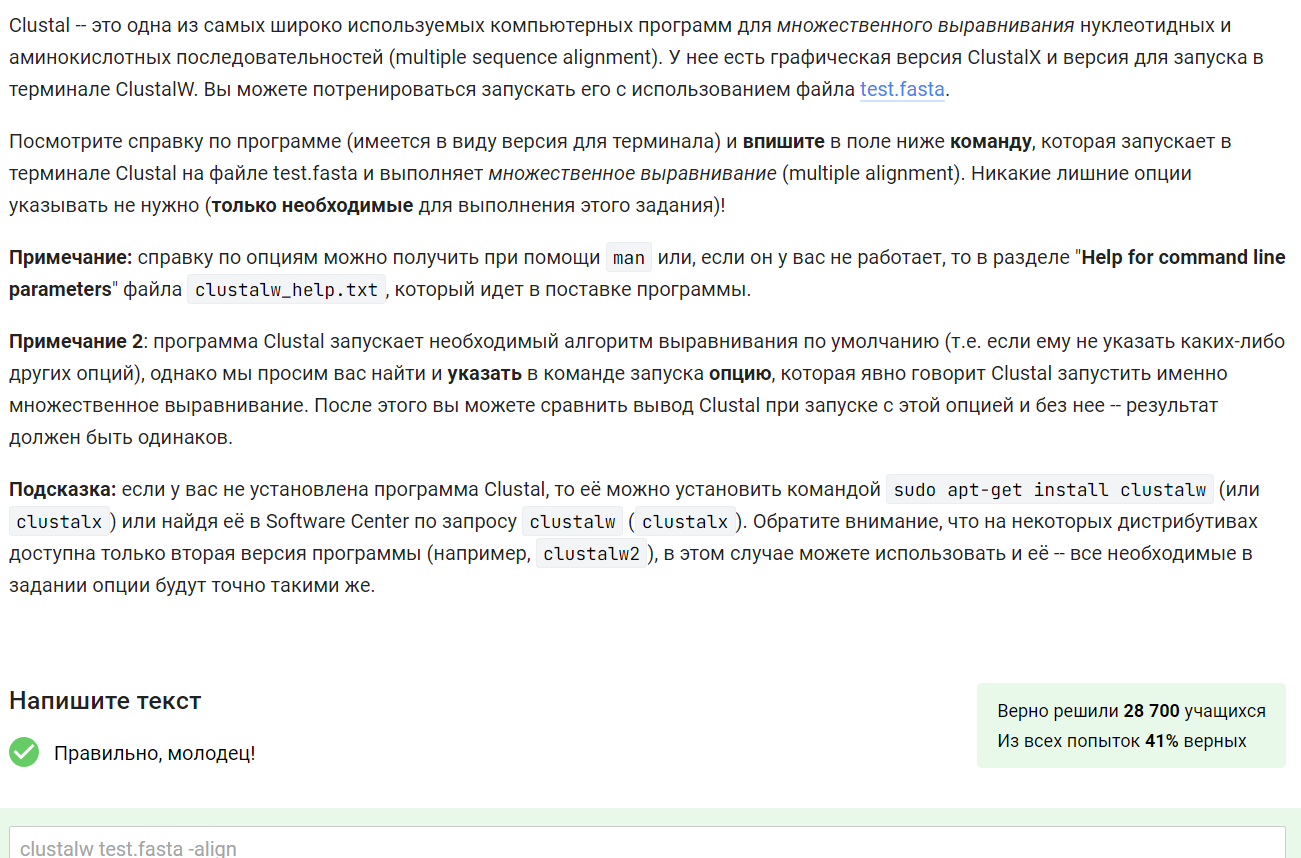 Clustal -- это одна из самых широко используемых компьютерных программ для множественного выравнивания нуклеотидных и
аминокислотных последовательностей (multiple sequence alignment). У нее есть графическая версия ClustalX и версия для запуска в
терминале ClustalW. Вы можете потренироваться запускать его с использованием файла test.fasta.
Посмотрите справку по программе (имеется в виду версия для терминала) и впишите в поле ниже команду, которая запускает в
терминале Clustal на файле test.fasta и выполняет множественное выравнивание (multiple alignment). Никакие лишние опции
указывать не нужно (только необходимые для выполнения этого задания)!
Примечание: справку по опциям можно получить при помощи man или, если он у вас не работает, то в разделе "Help for command line
parameters" файла clustalw_help.txt, который идет в поставке программы.
Примечание 2: программа Clustal запускает необходимый алгоритм выравнивания по умолчанию (т.е. если ему не указать каких-либо
других опций), однако мы просим вас найти и указать в команде запуска опцию, которая явно говорит Clustal запустить именно
множественное выравнивание. После этого вы можете сравнить вывод Clustal при запуске с этой опцией и без нее -- результат
должен быть одинаков.
Подсказка: если у вас не установлена программа Clustal, то её можно установить командой sudo apt-get install clustalw (или
clustalx) или найдя её в Software Center по запросу clustalw (clustalx). Обратите внимание, что на некоторых дистрибутивах
доступна только вторая версия программы (например, clustalw2), в этом случае можете использовать и её -- все необходимые в
задании опции будут точно такими же.
Напишите текст
Правильно, молодец!
Верно решили 28 700 учащихся
Из всех попыток 41% верных
clustalw test.fasta -align